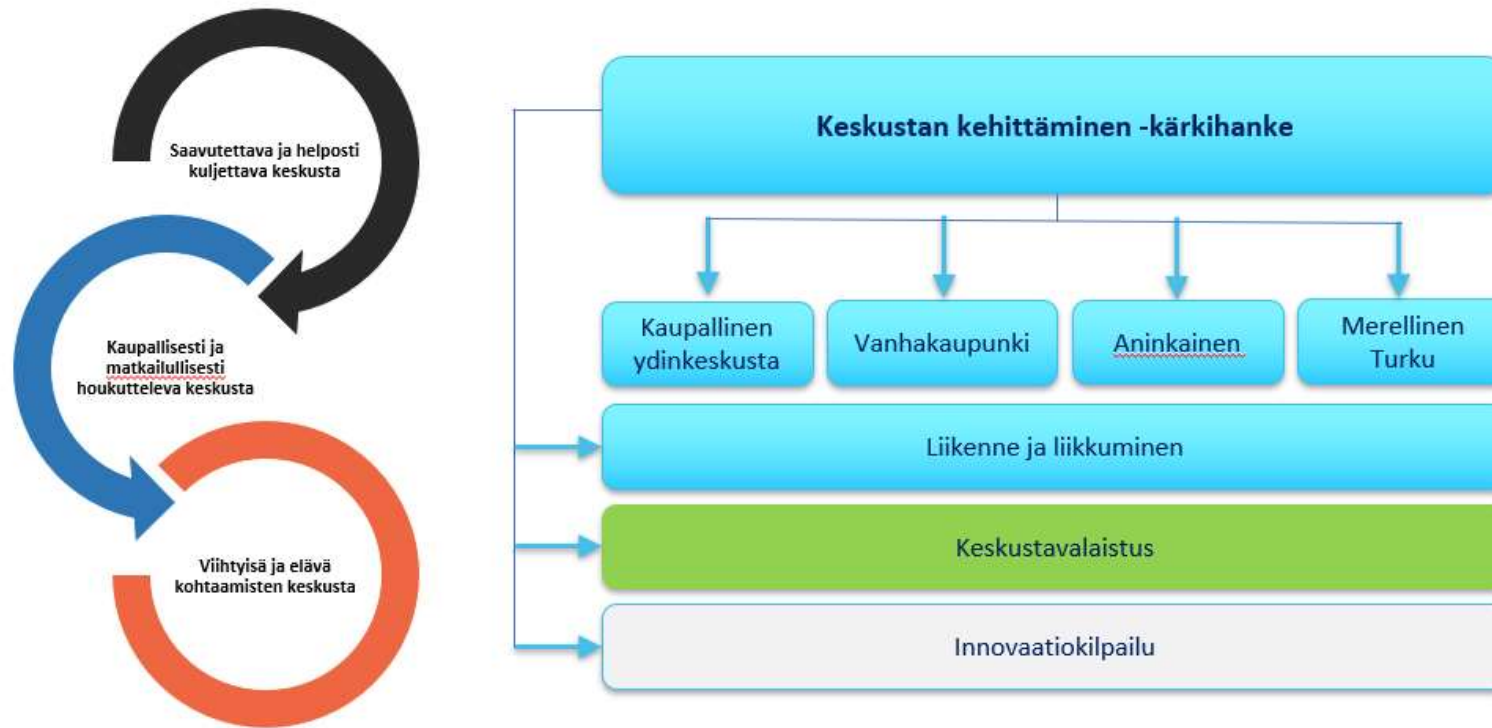 Saavutettava ja helposti
kuljettava keskusta
Kaupallisesti ja
matkailullisesti
houkutteleva keskusta
Viihtyisä ja elävä
kohtaamisten keskusta
Keskustan kehittäminen -kärkihanke
Kaupallinen
ydinkeskusta
Vanhakaupunki
Aninkainen
Merellinen
Turku
Liikenne ja liikkuminen
Keskustavalaistus
Innovaatiokilpailu